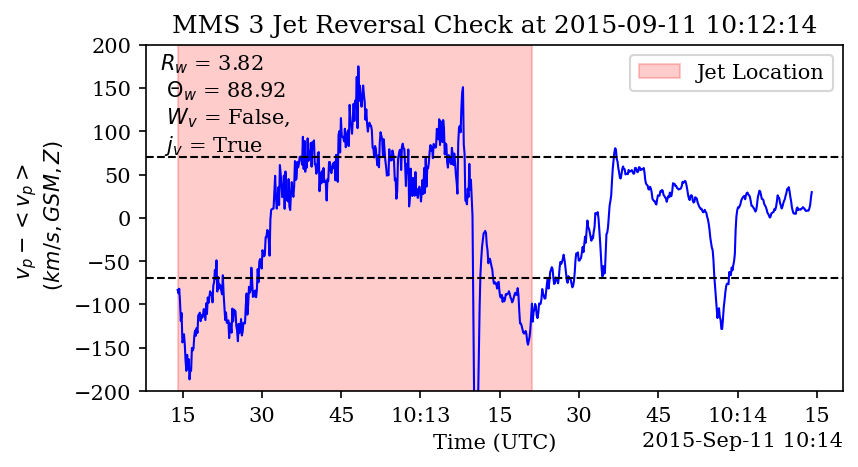 MMS 3 Jet Reversal Check at 2015-09-11 10:12:14
R_w = 3.82
Θ_w = 88.92
W_v = False,
j_v = True
Jet Location
v_p − < v_p >
(km/s, GSM, Z)
200
150
100
50
0
−50
−100
−150
−200
15
30
45
10:13
15
30
45
10:14
15
Time (UTC)
2015-Sep-11 10:14